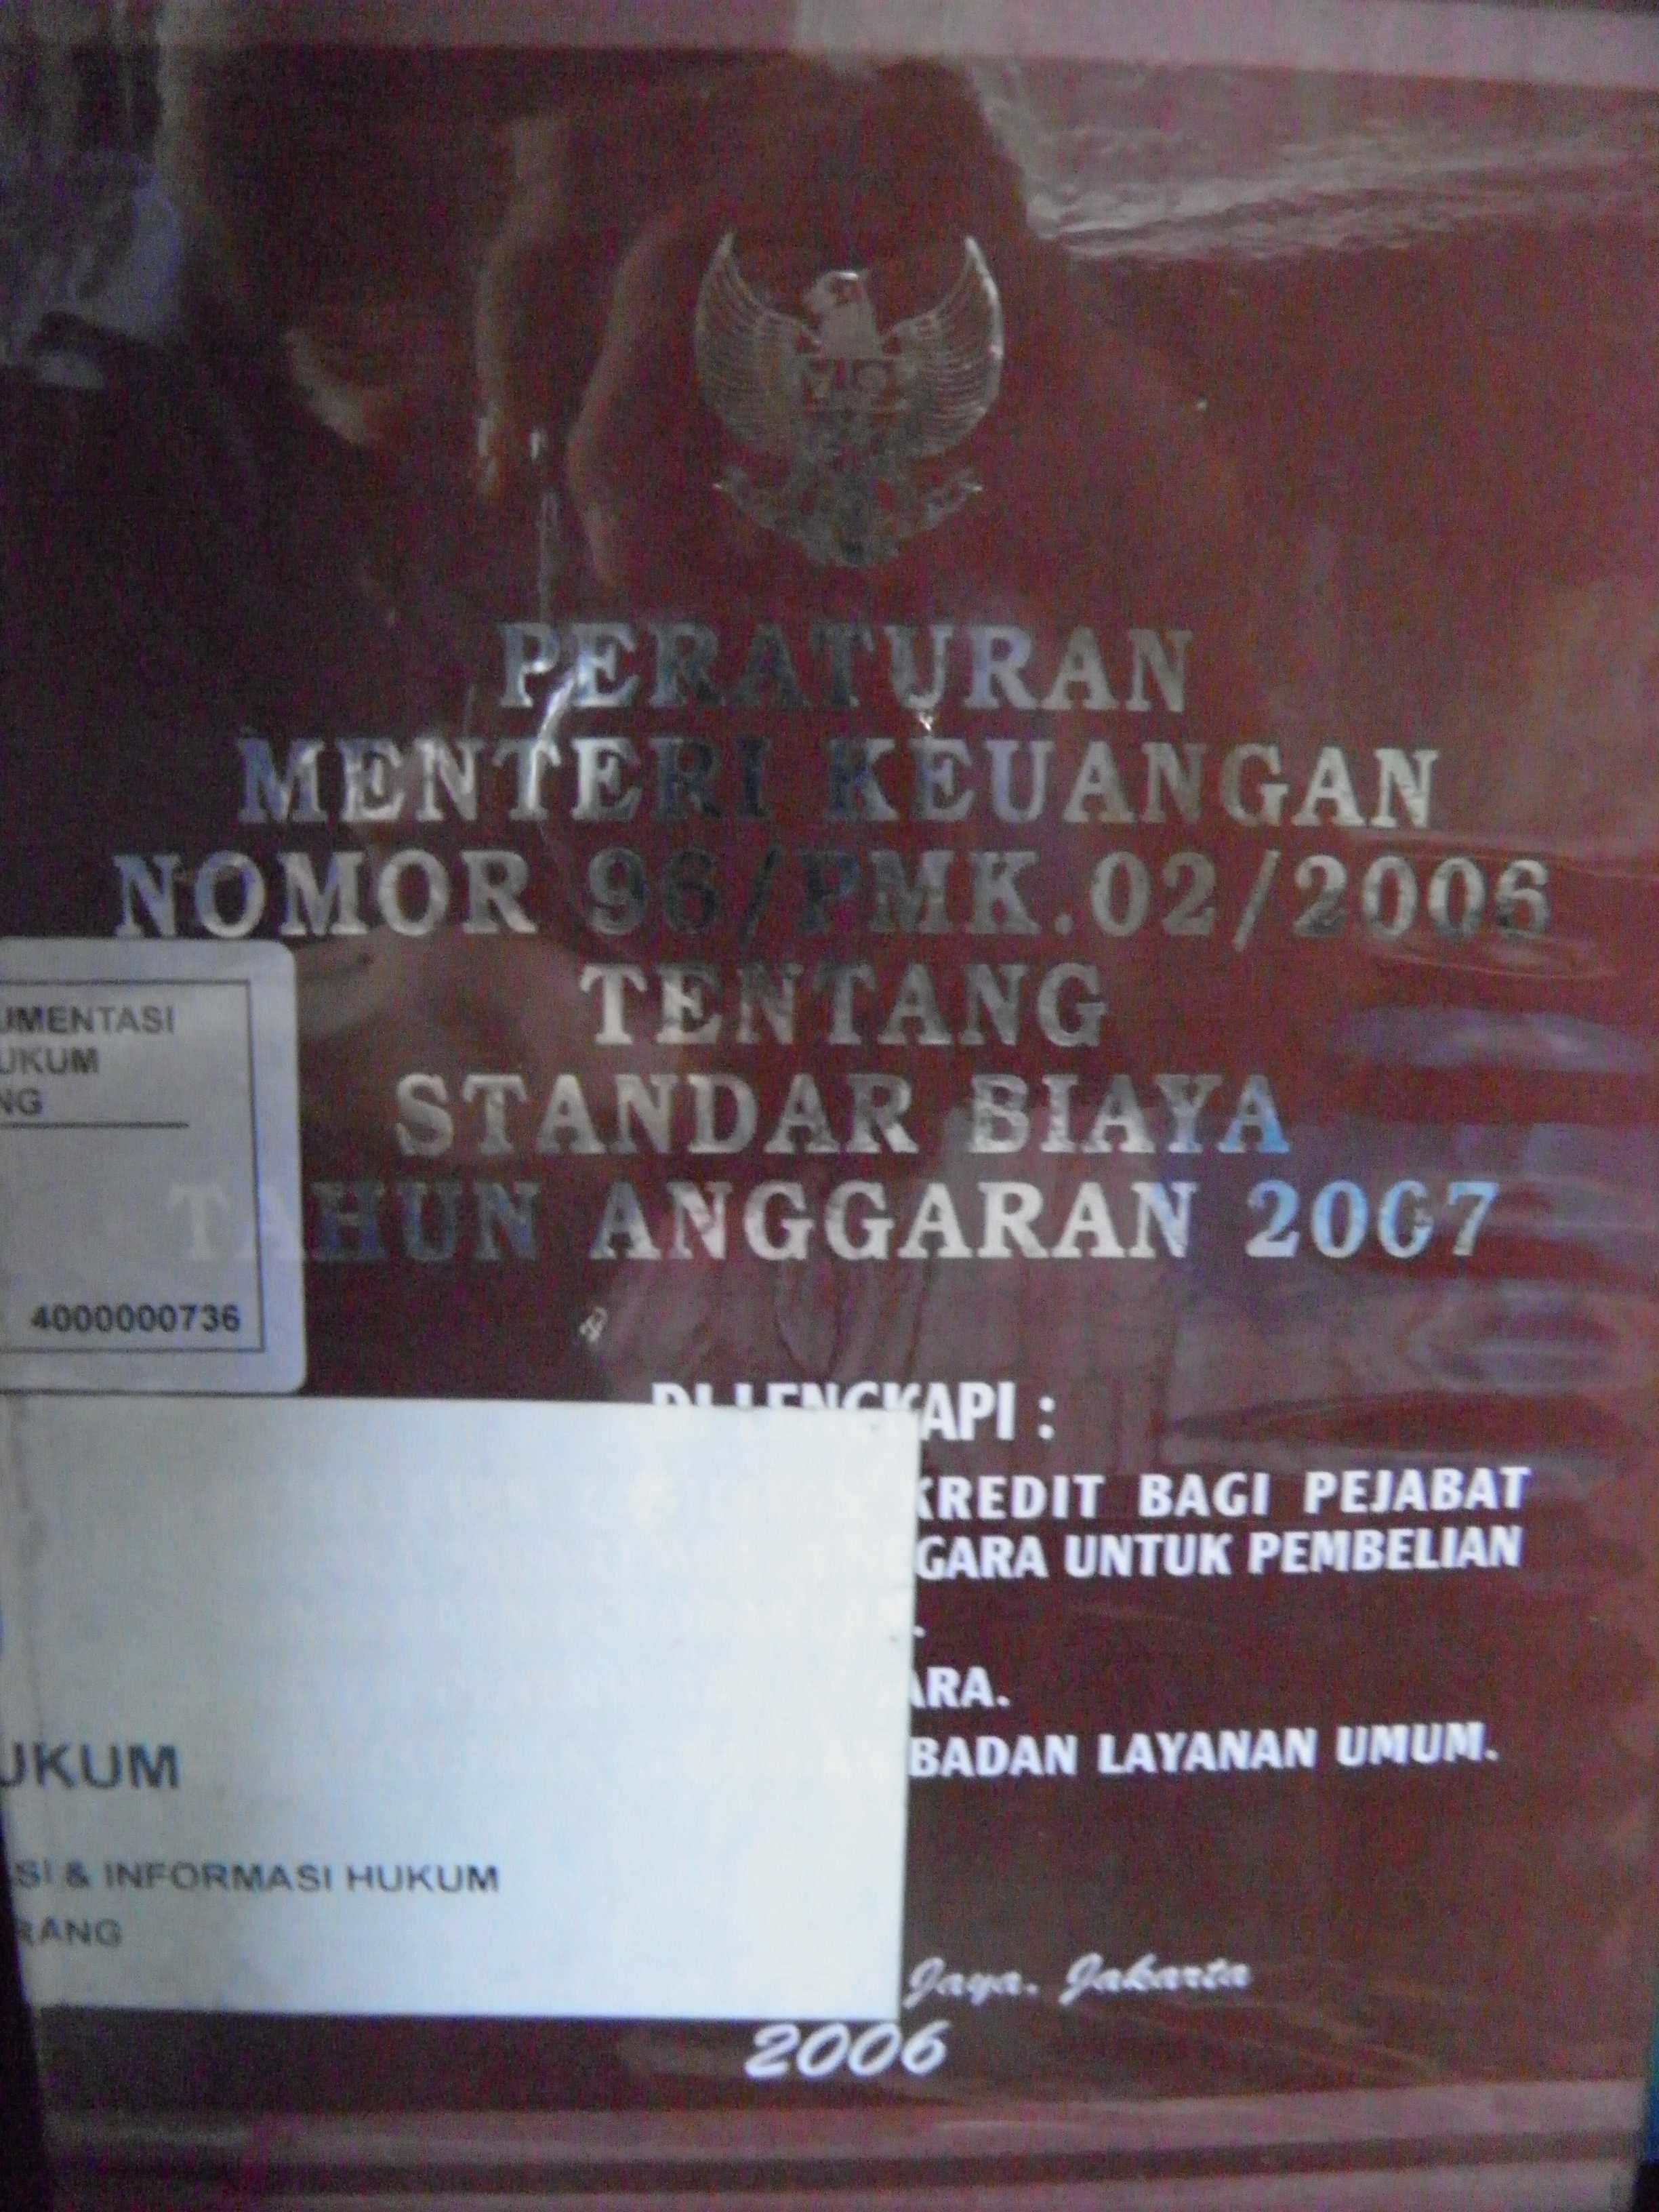 PERATURAN
MENTERI KEUANGAN
NOMOR 96/PMK.02/2006
TENTANG
STANDAR BIAYA
TAHUN ANGGARAN 2007
UMENTASI
UKUM
NG
4000000736
DILENGKAPI :
KREDIT BAGI PEJABAT
GARA UNTUK PEMBELIAN
.
ARA.
BADAN LAYANAN UMUM.
UKUM
SI & INFORMASI HUKUM
RANG
Jaya. Jakarta
2006